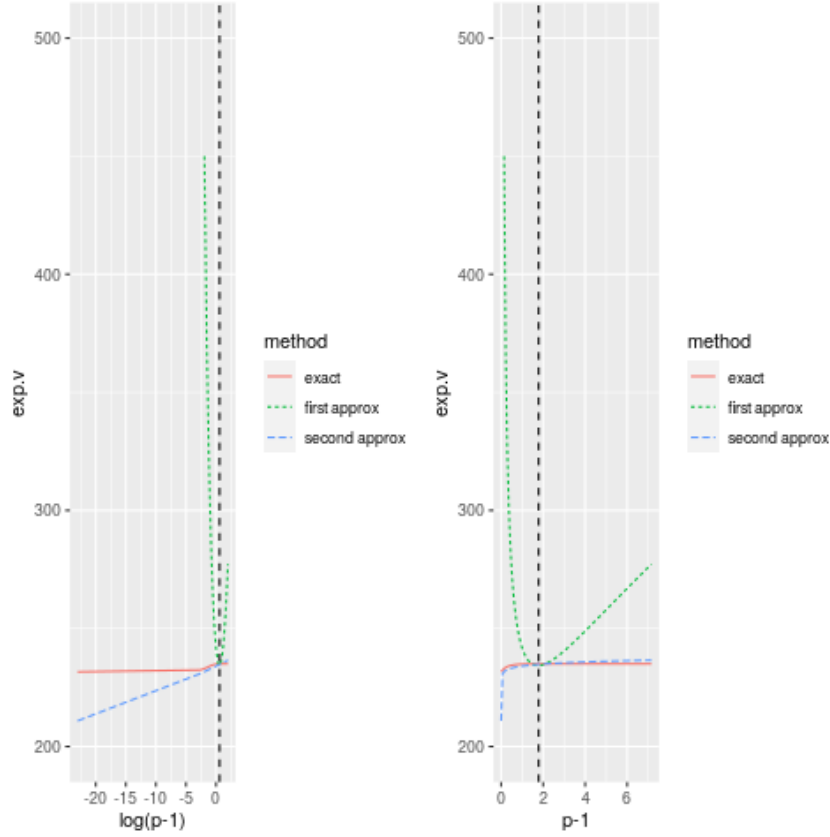 500
400
300
200
exp.v
-20 -15 -10 -5 0
log(p-1)
method
exact
first approx
second approx
500
400
300
200
exp.v
0 2 4 6
p-1
method
exact
first approx
second approx